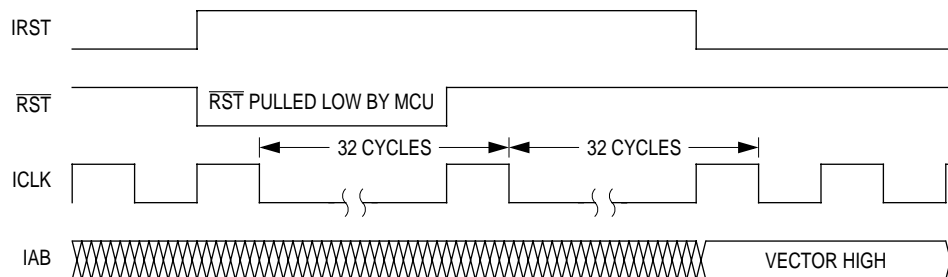 IRST
RST
RST PULLED LOW BY MCU
32 CYCLES
32 CYCLES
ICLK
IAB
VECTOR HIGH